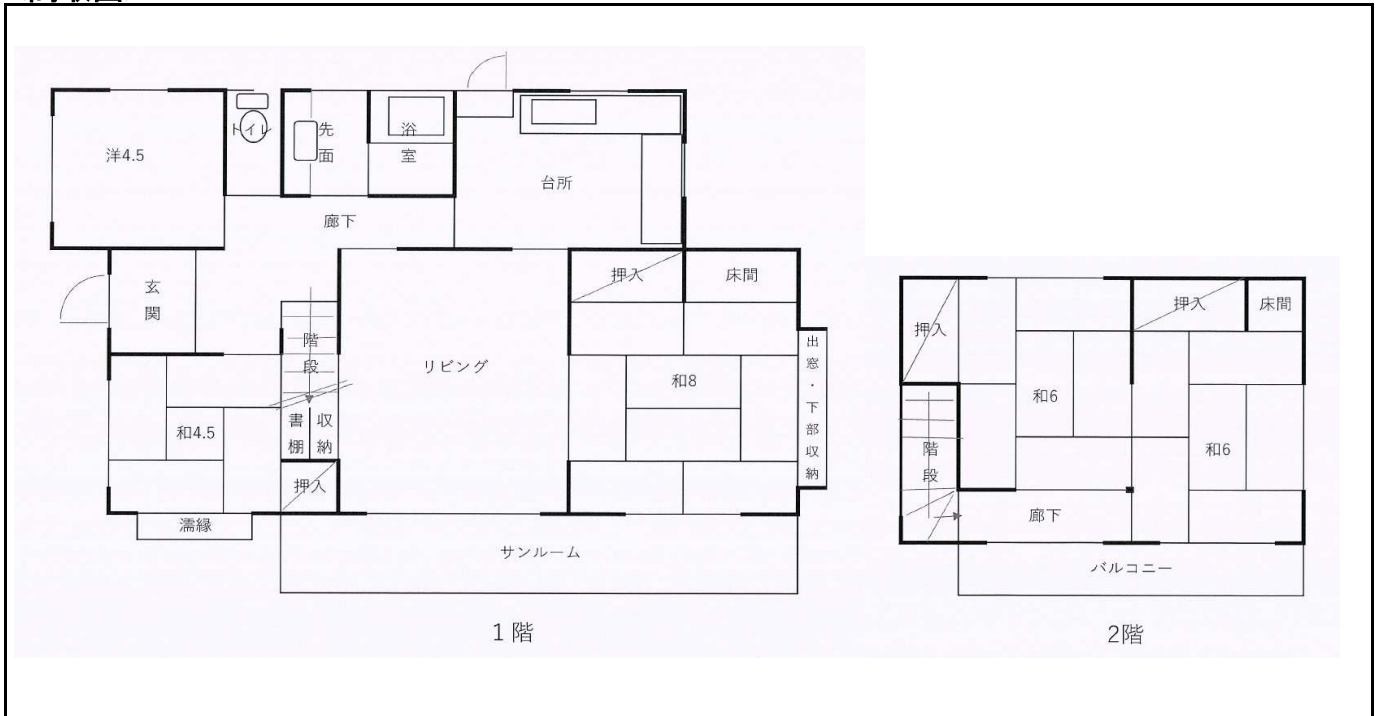 洋4.5
トイレ
先面
浴室
台所
廊下
玄関
階段
リビング
押入
床間
和8
出窓・下部収納
和4.5
書棚
収納
押入
濡縁
サンルーム
1階
押入
押入
床間
和6
和6
階段
廊下
バルコニー
2階